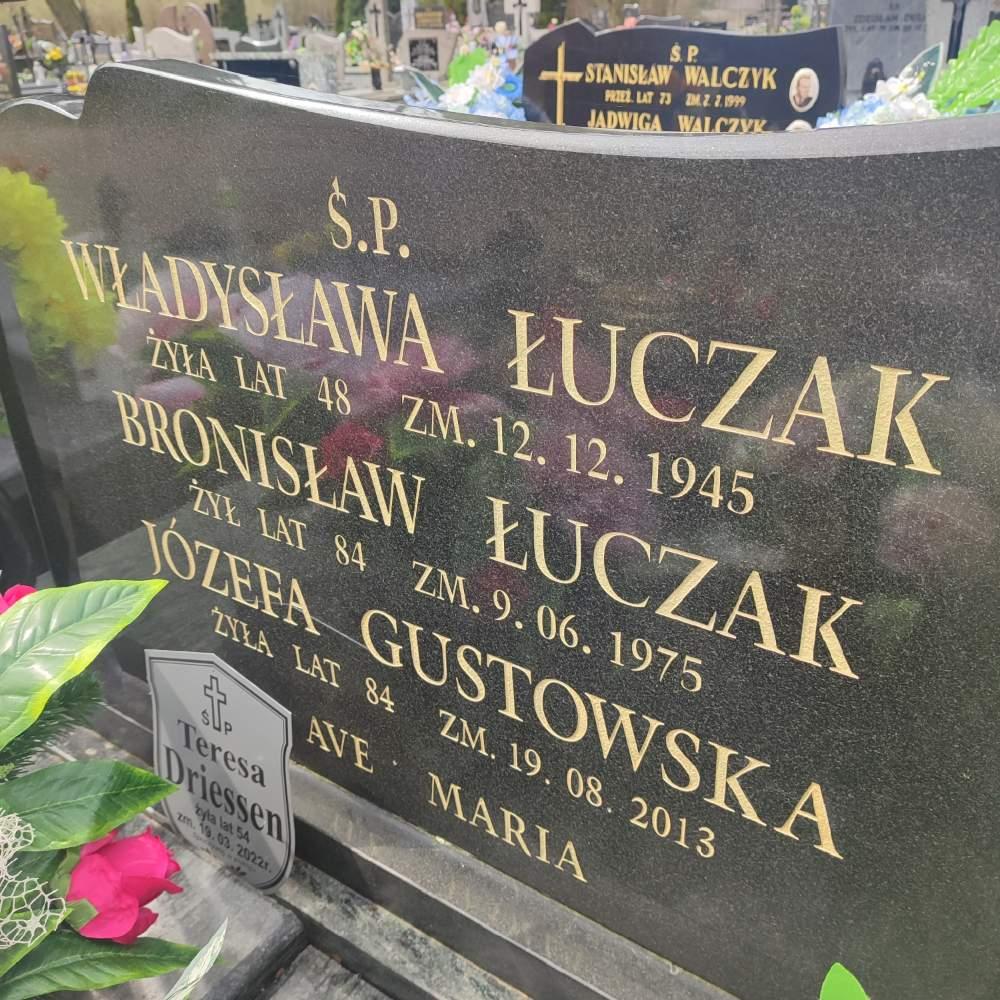 Ś.P.
STANISŁAW WALCZYK
PRZEŻ. LAT 73 ZM. 2. 7. 1999
JADWIGA WALCZYK
Ś.P.
WŁADYSŁAWA ŁUCZAK
ŻYŁA LAT 48 ZM. 12. 12. 1945
BRONISŁAW ŁUCZAK
ŻYŁ LAT 84 ZM. 9. 06. 1975
JÓZEFA GUSTOWSKA
ŻYŁA LAT 84 ZM. 19. 08. 2013
AVE · MARIA
Ś P
Teresa
Driessen
żyła lat 54
zm. 19. 03. 2022r.